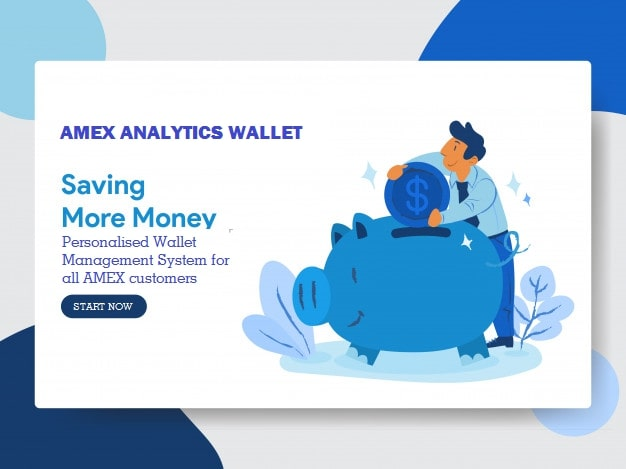 AMEX ANALYTICS WALLET
Saving
More Money
Personalised Wallet
Management System for
all AMEX customers
START NOW
$